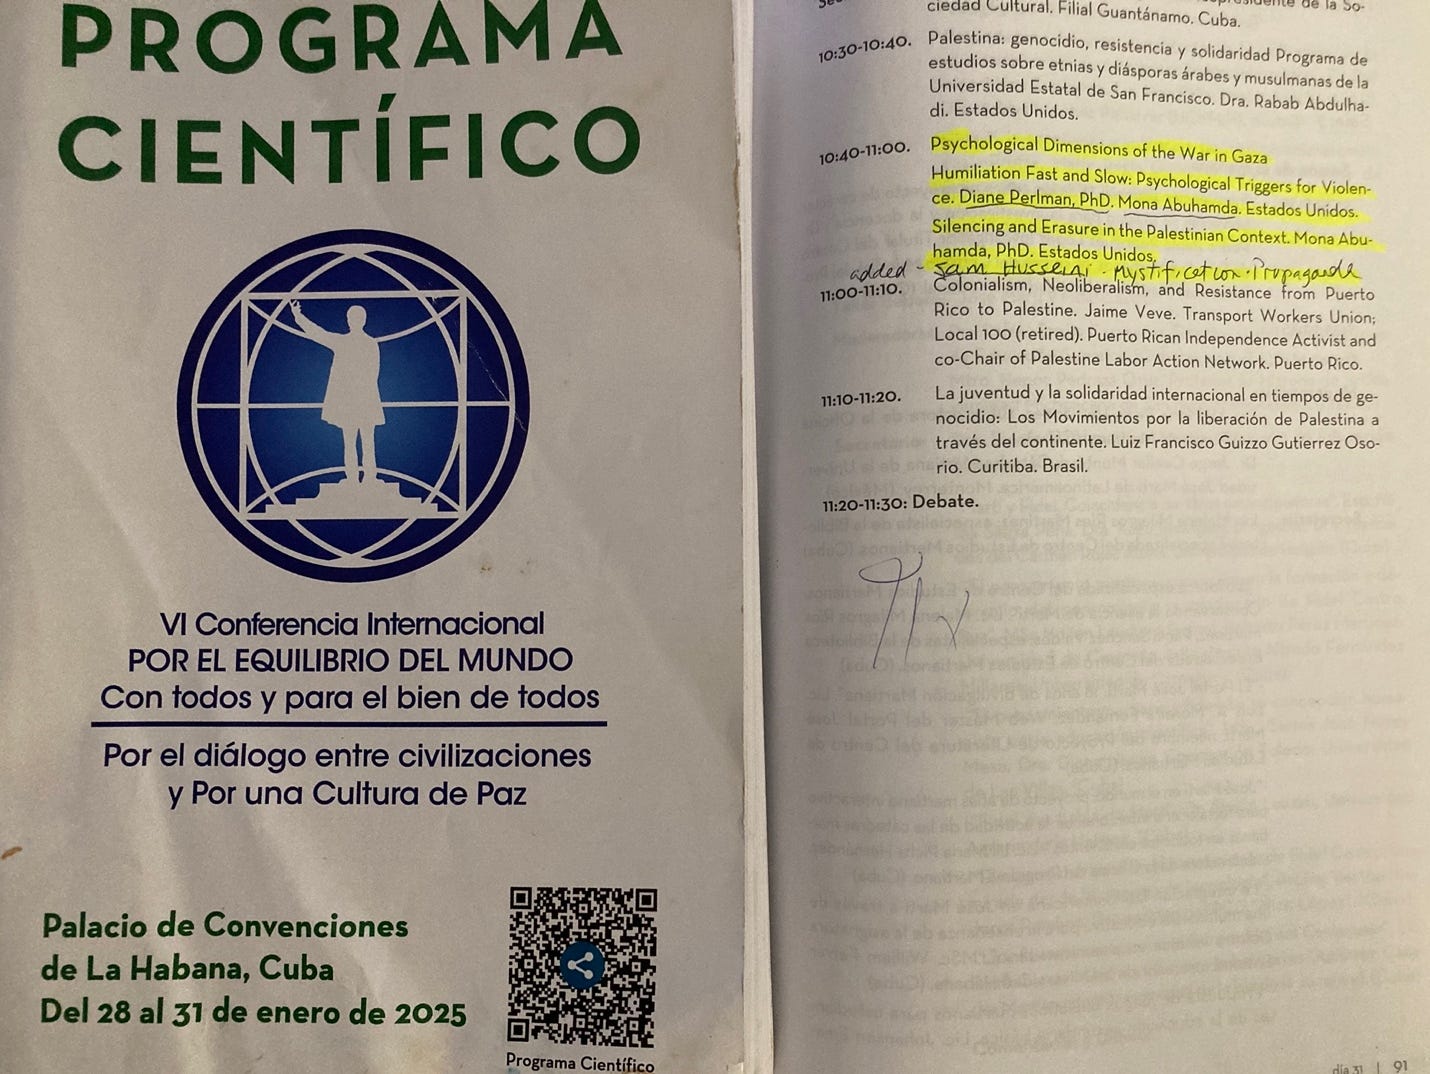 PROGRAMA
CIENTÍFICO
VI Conferencia Internacional
POR EL EQUILIBRIO DEL MUNDO
Con todos y para el bien de todos
Por el diálogo entre civilizaciones
y Por una Cultura de Paz
Palacio de Convenciones
de La Habana, Cuba
Del 28 al 31 de enero de 2025
Programa Científico
de la So-
ciedad Cultural. Filial Guantánamo. Cuba.
10:30-10:40. Palestina: genocidio, resistencia y solidaridad Programa de
estudios sobre etnias y diásporas árabes y musulmanas de la
Universidad Estatal de San Francisco. Dra. Rabab Abdulha-
di. Estados Unidos.
10:40-11:00. Psychological Dimensions of the War in Gaza
Humiliation Fast and Slow: Psychological Triggers for Violen-
ce. Diane Perlman, PhD. Mona Abuhamda. Estados Unidos.
Silencing and Erasure in the Palestinian Context. Mona Abu-
hamda, PhD. Estados Unidos.
added - Sam Husseini - Mystification - Propaganda
11:00-11:10. Colonialism, Neoliberalism, and Resistance from Puerto
Rico to Palestine. Jaime Veve. Transport Workers Union;
Local 100 (retired). Puerto Rican Independence Activist and
co-Chair of Palestine Labor Action Network. Puerto Rico.
11:10-11:20. La juventud y la solidaridad internacional en tiempos de ge-
nocidio: Los Movimientos por la liberación de Palestina a
través del continente. Luiz Francisco Guizzo Gutierrez Oso-
rio. Curitiba. Brasil.
11:20-11:30: Debate.
día 31 | 91